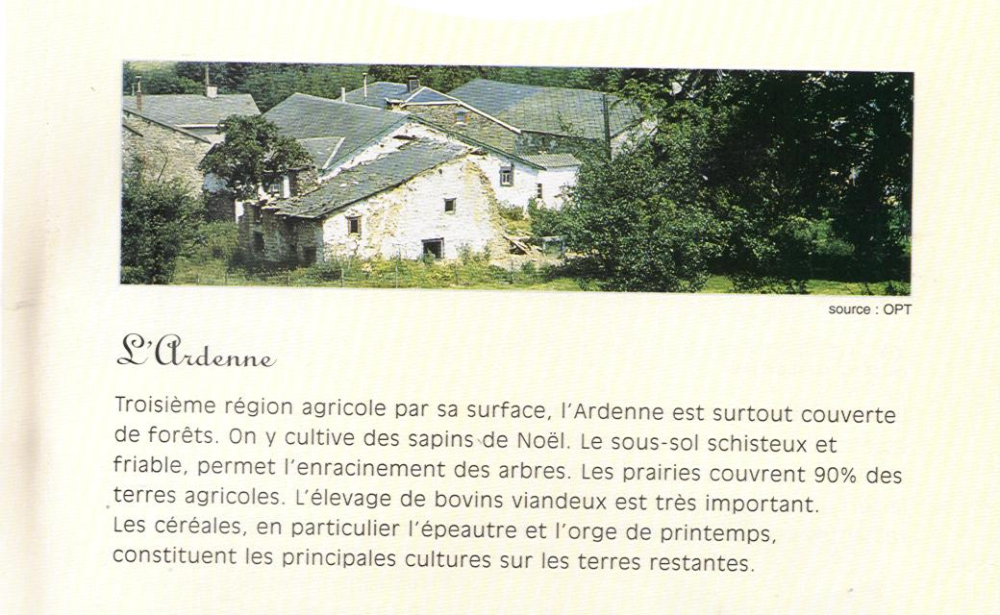 source : OPT
L'Ardenne
Troisième région agricole par sa surface, l'Ardenne est surtout couverte
de forêts. On y cultive des sapins de Noël. Le sous-sol schisteux et
friable, permet l'enracinement des arbres. Les prairies couvrent 90% des
terres agricoles. L'élevage de bovins viandeux est très important.
Les céréales, en particulier l'épeautre et l'orge de printemps,
constituent les principales cultures sur les terres restantes.